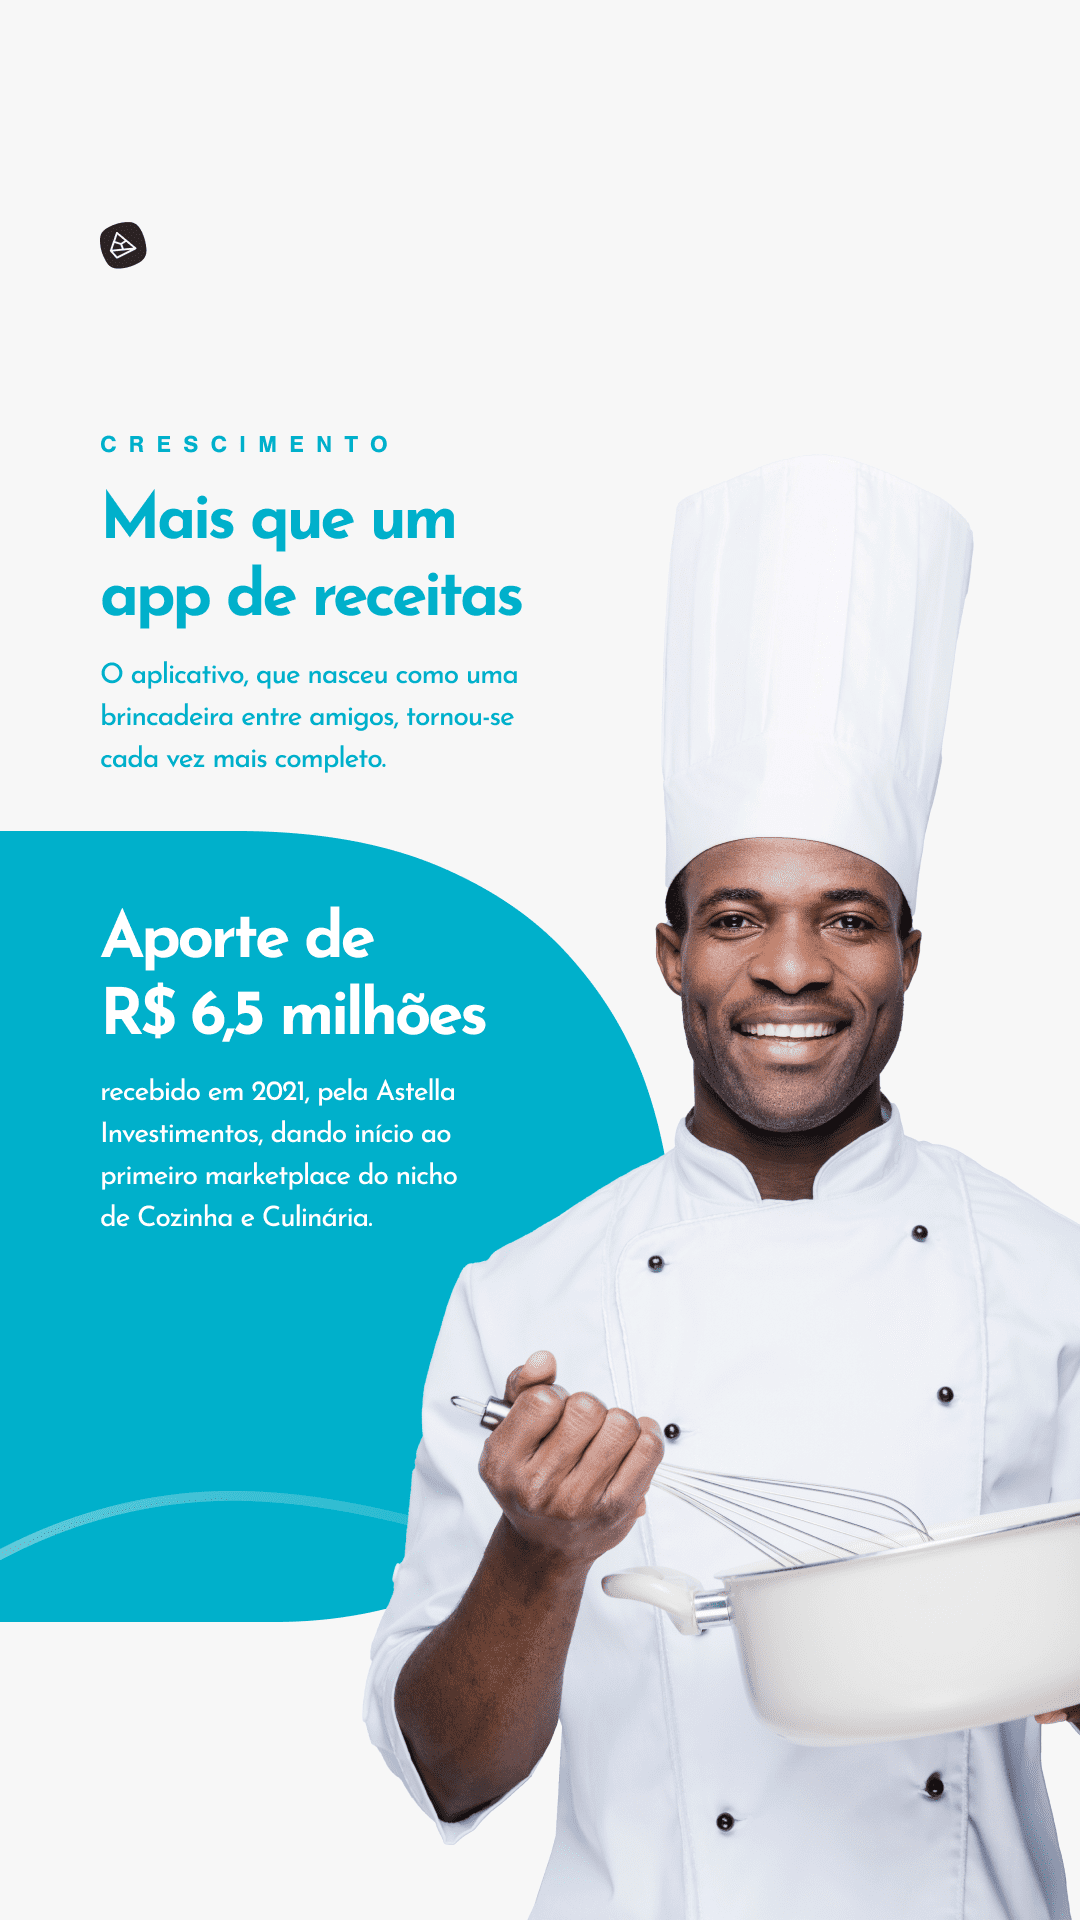 CRESCIMENTO
Mais que um
app de receitas
O aplicativo, que nasceu como uma
brincadeira entre amigos, tornou-se
cada vez mais completo.
Aporte de
R$ 6,5 milhões
recebido em 2021, pela Astella
Investimentos, dando início ao
primeiro marketplace do nicho
de Cozinha e Culinária.